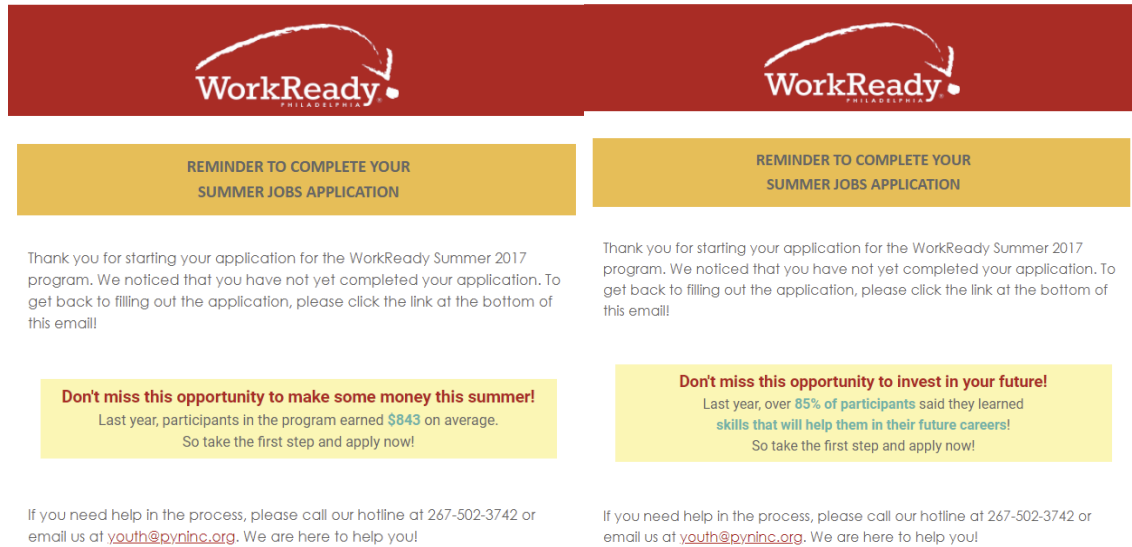 WorkReady
PHILADELPHIA
REMINDER TO COMPLETE YOUR
SUMMER JOBS APPLICATION
Thank you for starting your application for the WorkReady Summer 2017
program. We noticed that you have not yet completed your application. To
get back to filling out the application, please click the link at the bottom of
this email!
Don't miss this opportunity to make some money this summer!
Last year, participants in the program earned $843 on average.
So take the first step and apply now!
If you need help in the process, please call our hotline at 267-502-3742 or
email us at youth@pyninc.org. We are here to help you!
WorkReady
PHILADELPHIA
REMINDER TO COMPLETE YOUR
SUMMER JOBS APPLICATION
Thank you for starting your application for the WorkReady Summer 2017
program. We noticed that you have not yet completed your application. To
get back to filling out the application, please click the link at the bottom of
this email!
Don't miss this opportunity to invest in your future!
Last year, over 85% of participants said they learned
skills that will help them in their future careers!
So take the first step and apply now!
If you need help in the process, please call our hotline at 267-502-3742 or
email us at youth@pyninc.org. We are here to help you!